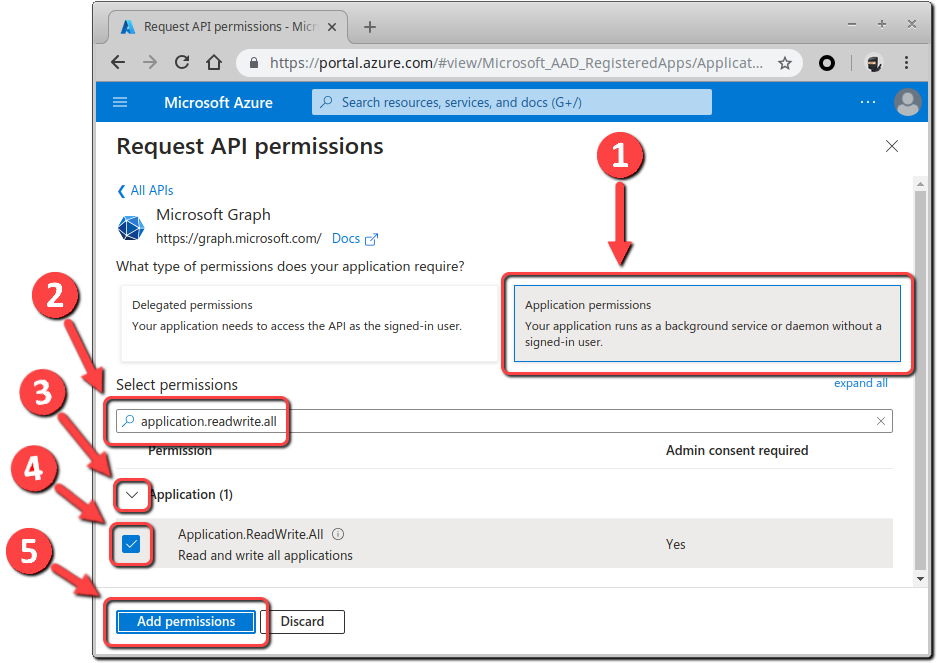 Request API permissions - Micr
https://portal.azure.com/#view/Microsoft_AAD_RegisteredApps/Applicat...
Microsoft Azure
Search resources, services, and docs (G+/)
Request API permissions
1
All APIs
Microsoft Graph
https://graph.microsoft.com/ Docs
What type of permissions does your application require?
2
Delegated permissions
Your application needs to access the API as the signed-in user.
Application permissions
Your application runs as a background service or daemon without a
signed-in user.
3
Select permissions
expand all
application.readwrite.all
4
Permission Admin consent required
Application (1)
5
Application.ReadWrite.All
Read and write all applications
Yes
Add permissions Discard